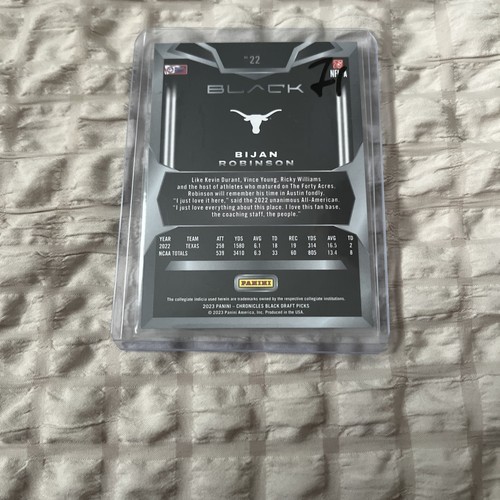 № 22
BLACK
BIJAN
ROBINSON
Like Kevin Durant, Vince Young, Ricky Williams
and the host of athletes who matured on The Forty Acres.
Robinson will remember his time in Austin fondly.
"I just love it here," said the 2022 unanimous All-American.
"I just love everything about this place. I love this fan base,
the coaching staff, the people."
YEAR TEAM ATT YDS AVG TD REC YDS AVG TD
2022 TEXAS 258 1580 6.1 18 19 314 16.5 2
NCAA TOTALS 539 3410 6.3 33 60 805 13.4 8
PANINI
The collegiate indicia used herein are trademarks owned by the respective collegiate institutions.
2023 PANINI - CHRONICLES BLACK DRAFT PICKS
© 2023 Panini America, Inc. Produced in the USA.